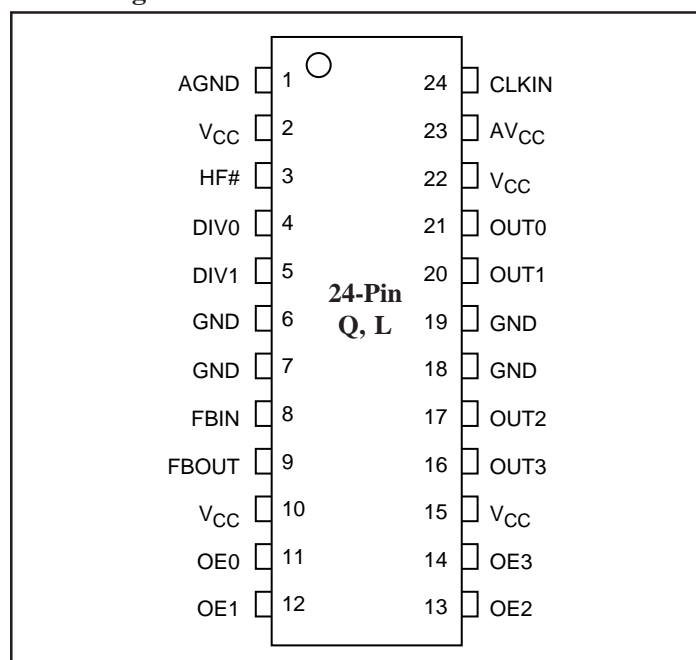 AGND 1 24 CLKIN
VCC 2 23 AVCC
HF# 3 22 VCC
DIV0 4 21 OUT0
DIV1 5 20 OUT1
24-Pin
Q, L
GND 6 19 GND
GND 7 18 GND
FBIN 8 17 OUT2
FBOUT 9 16 OUT3
VCC 10 15 VCC
OE0 11 14 OE3
OE1 12 13 OE2